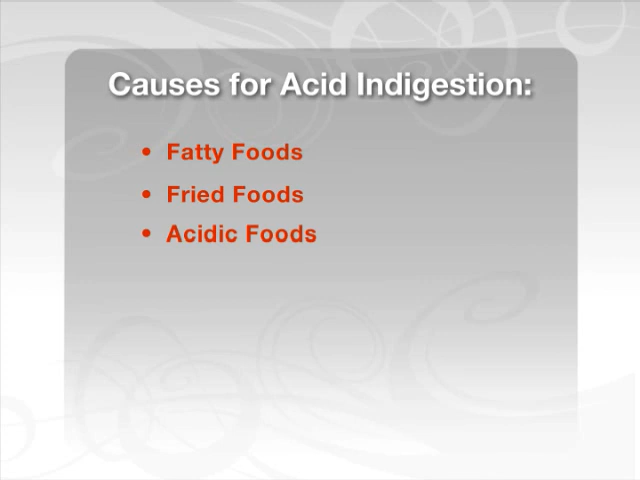 Causes for Acid Indigestion:
• Fatty Foods
• Fried Foods
• Acidic Foods